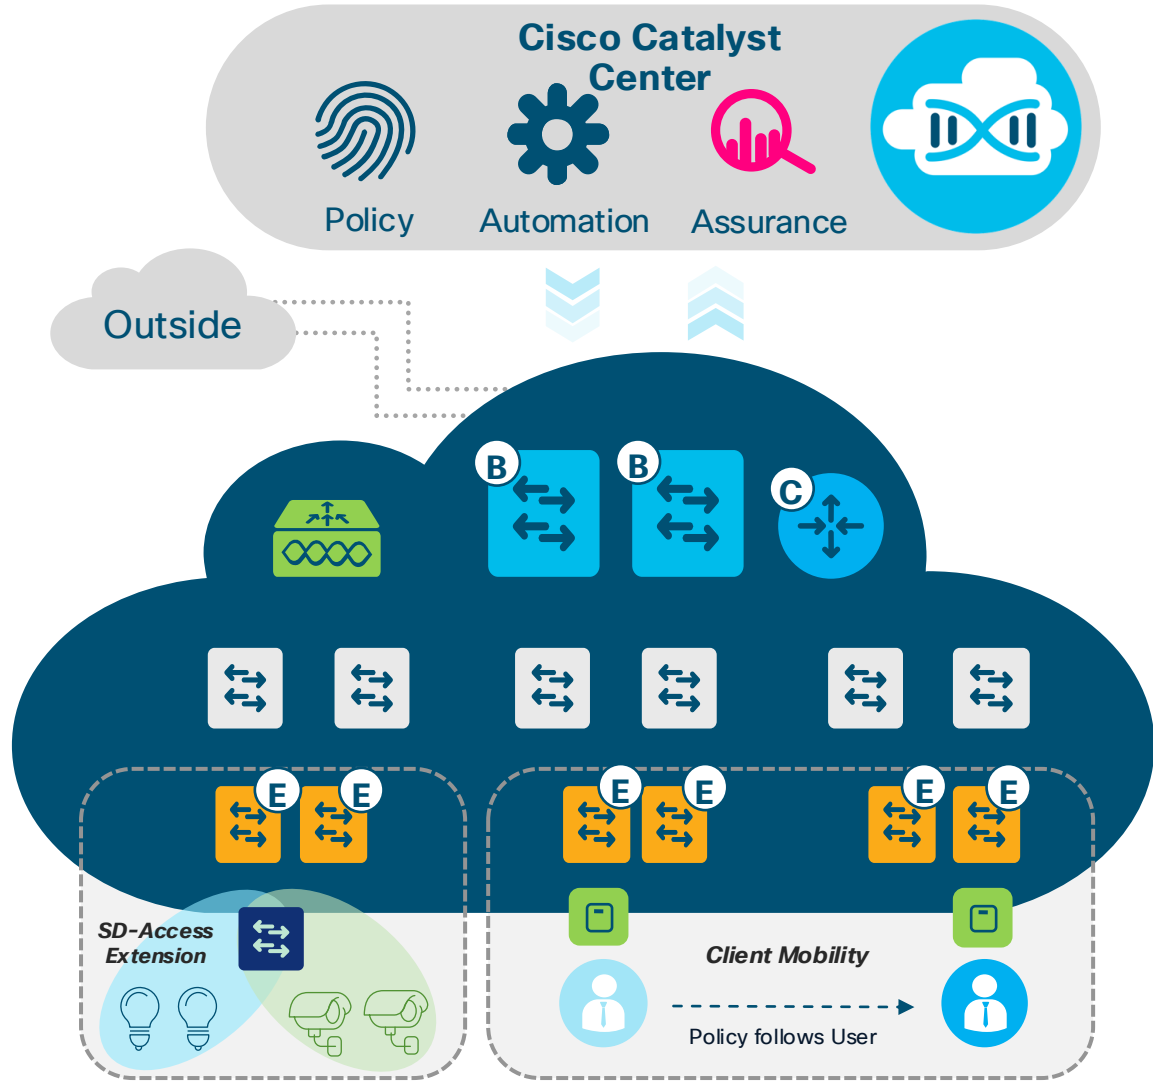 Cisco Catalyst
Center
Policy
Automation
Assurance
Outside
B
B
C
E
E
E
E
E
E
SD-Access
Extension
Client Mobility
Policy follows User